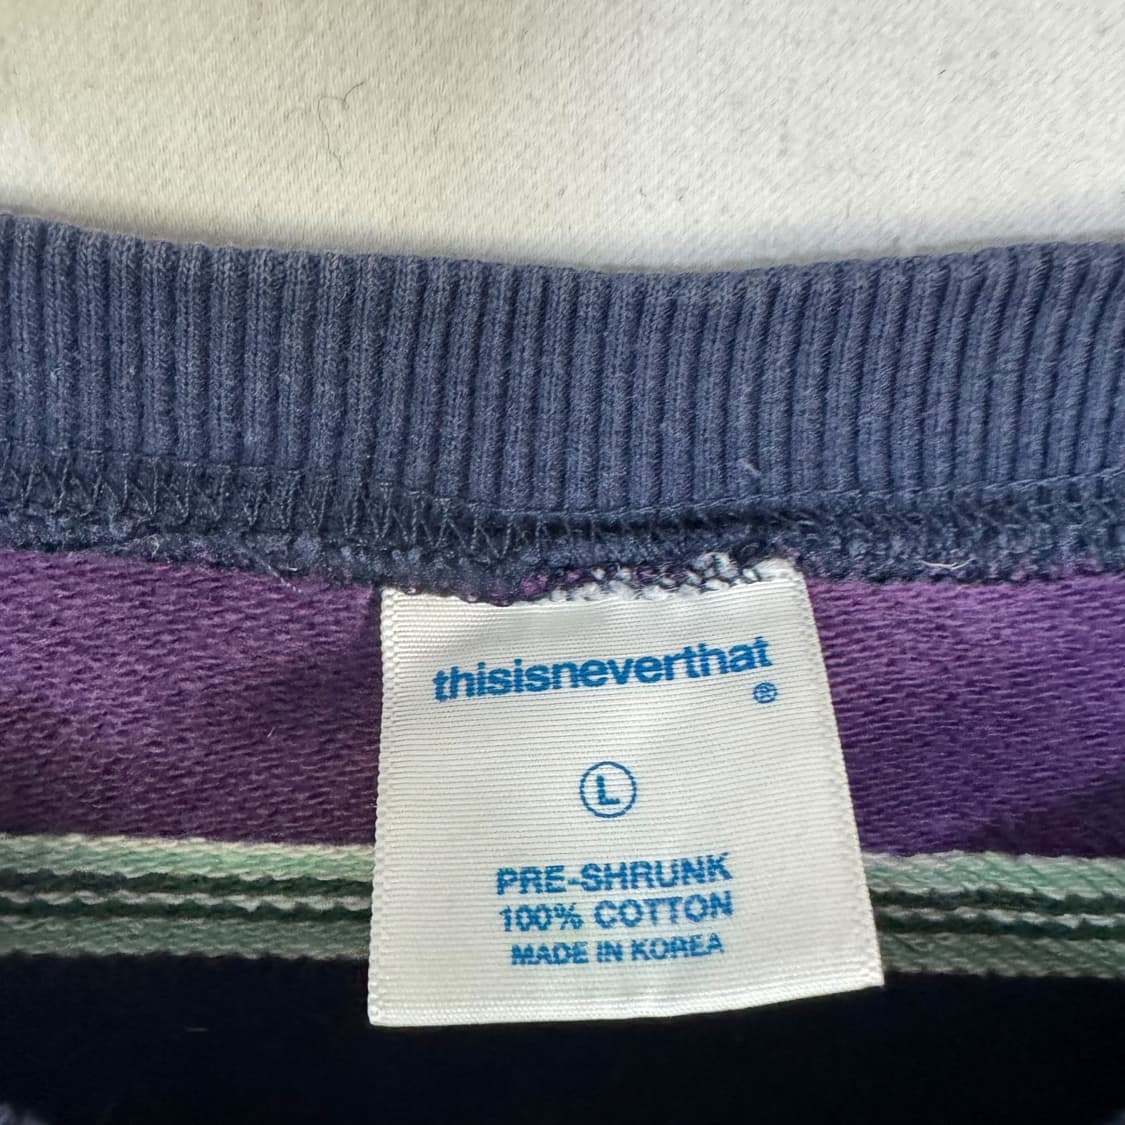 thisisneverthat
®
L
PRE-SHRUNK
100% COTTON
MADE IN KOREA